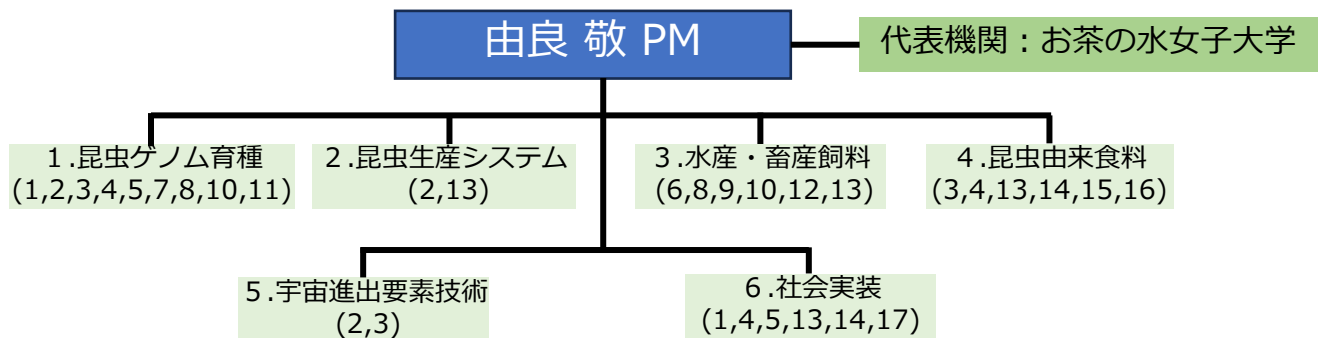 由良 敬 PM
代表機関：お茶の水女子大学
１.昆虫ゲノム育種
(1,2,3,4,5,7,8,10,11)
２.昆虫生産システム
(2,13)
３.水産・畜産飼料
(6,8,9,10,12,13)
４.昆虫由来食料
(3,4,13,14,15,16)
５.宇宙進出要素技術
(2,3)
６.社会実装
(1,4,5,13,14,17)